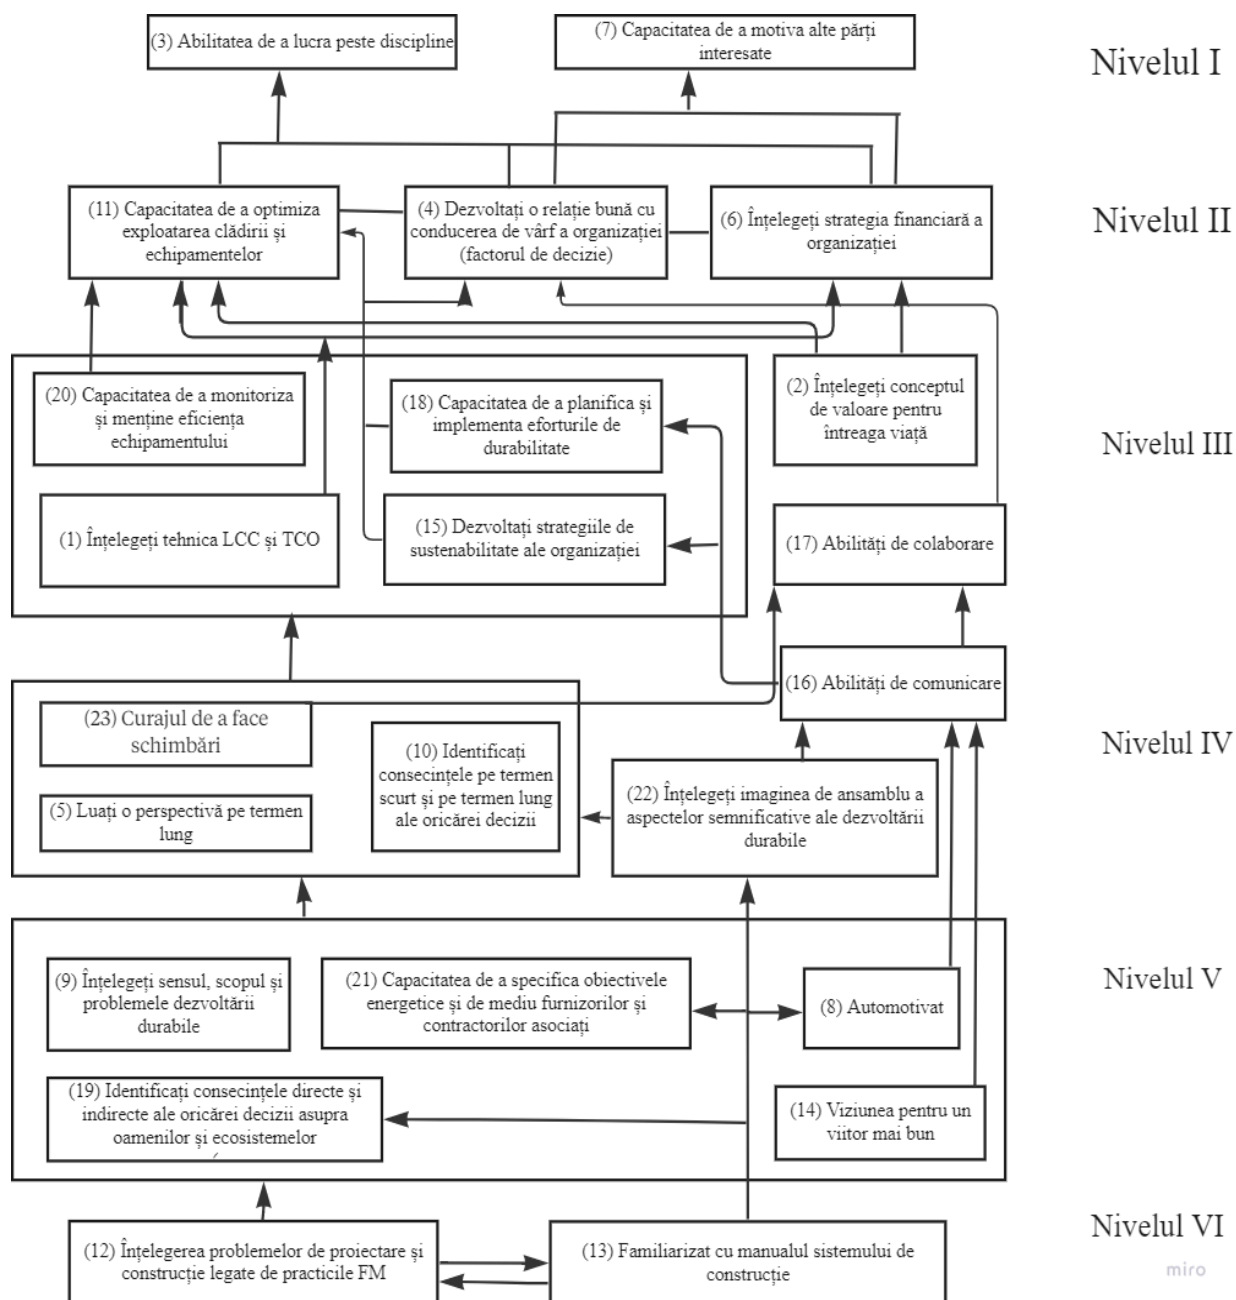 (3) Abilitatea de a lucra peste discipline
(7) Capacitatea de a motiva alte părți
interesate
Nivelul I
(11) Capacitatea de a optimiza
exploatarea clădirii și
echipamentelor
(4) Dezvoltați o relație bună cu
conducerea de vârf a organizației
(factorul de decizie)
(6) Înțelegeți strategia financiară a
organizației
Nivelul II
(20) Capacitatea de a monitoriza
și menține eficiența
echipamentului
(18) Capacitatea de a planifica și
implementa eforturile de
durabilitate
(2) Înțelegeți conceptul
de valoare pentru
întreaga viață
Nivelul III
(1) Înțelegeți tehnica LCC și TCO
(15) Dezvoltați strategiile de
sustenabilitate ale organizației
(17) Abilități de colaborare
(16) Abilități de comunicare
(23) Curajul de a face
schimbări
(10) Identificați
consecințele pe termen
scurt și pe termen lung
ale oricărei decizii
Nivelul IV
(5) Luați o perspectivă pe termen
lung
(22) Înțelegeți imaginea de ansamblu a
aspectelor semnificative ale dezvoltării
durabile
(9) Înțelegeți sensul, scopul și
problemele dezvoltării
durabile
(21) Capacitatea de a specifica obiectivele
energetice și de mediu furnizorilor și
contractorilor asociați
(8) Automotivat
Nivelul V
(19) Identificați consecințele directe și
indirecte ale oricărei decizii asupra
oamenilor și ecosistemelor
(14) Viziunea pentru un
viitor mai bun
(12) Înțelegerea problemelor de proiectare și
construcție legate de practicile FM
(13) Familiarizat cu manualul sistemului de
construcție
Nivelul VI
miro